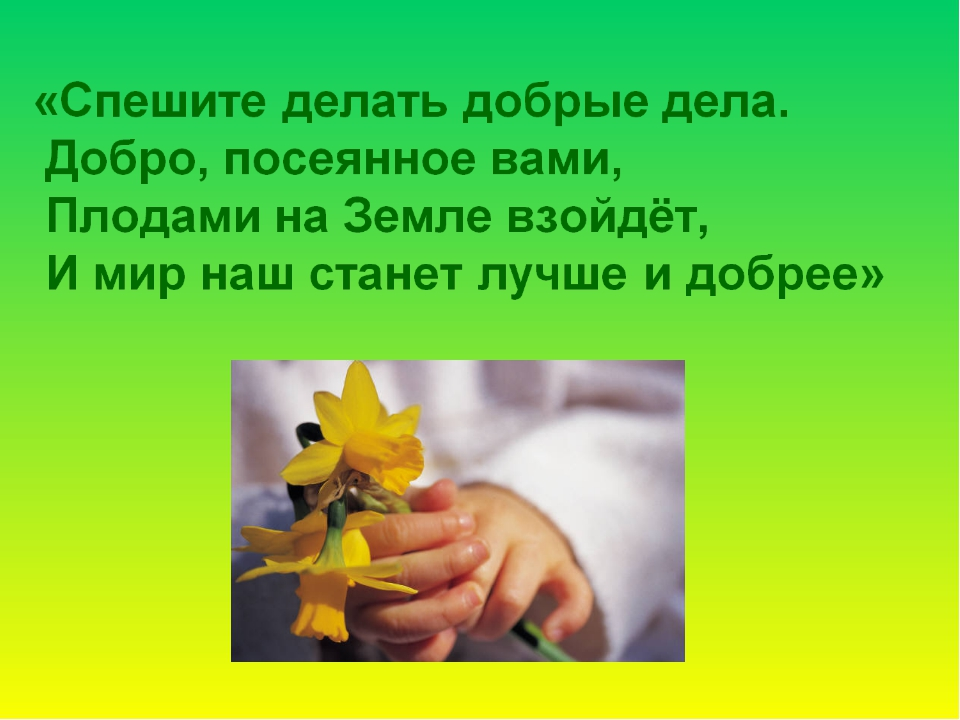 «Спешите делать добрые дела.
Добро, посеянное вами,
Плодами на Земле взойдёт,
И мир наш станет лучше и добрее»